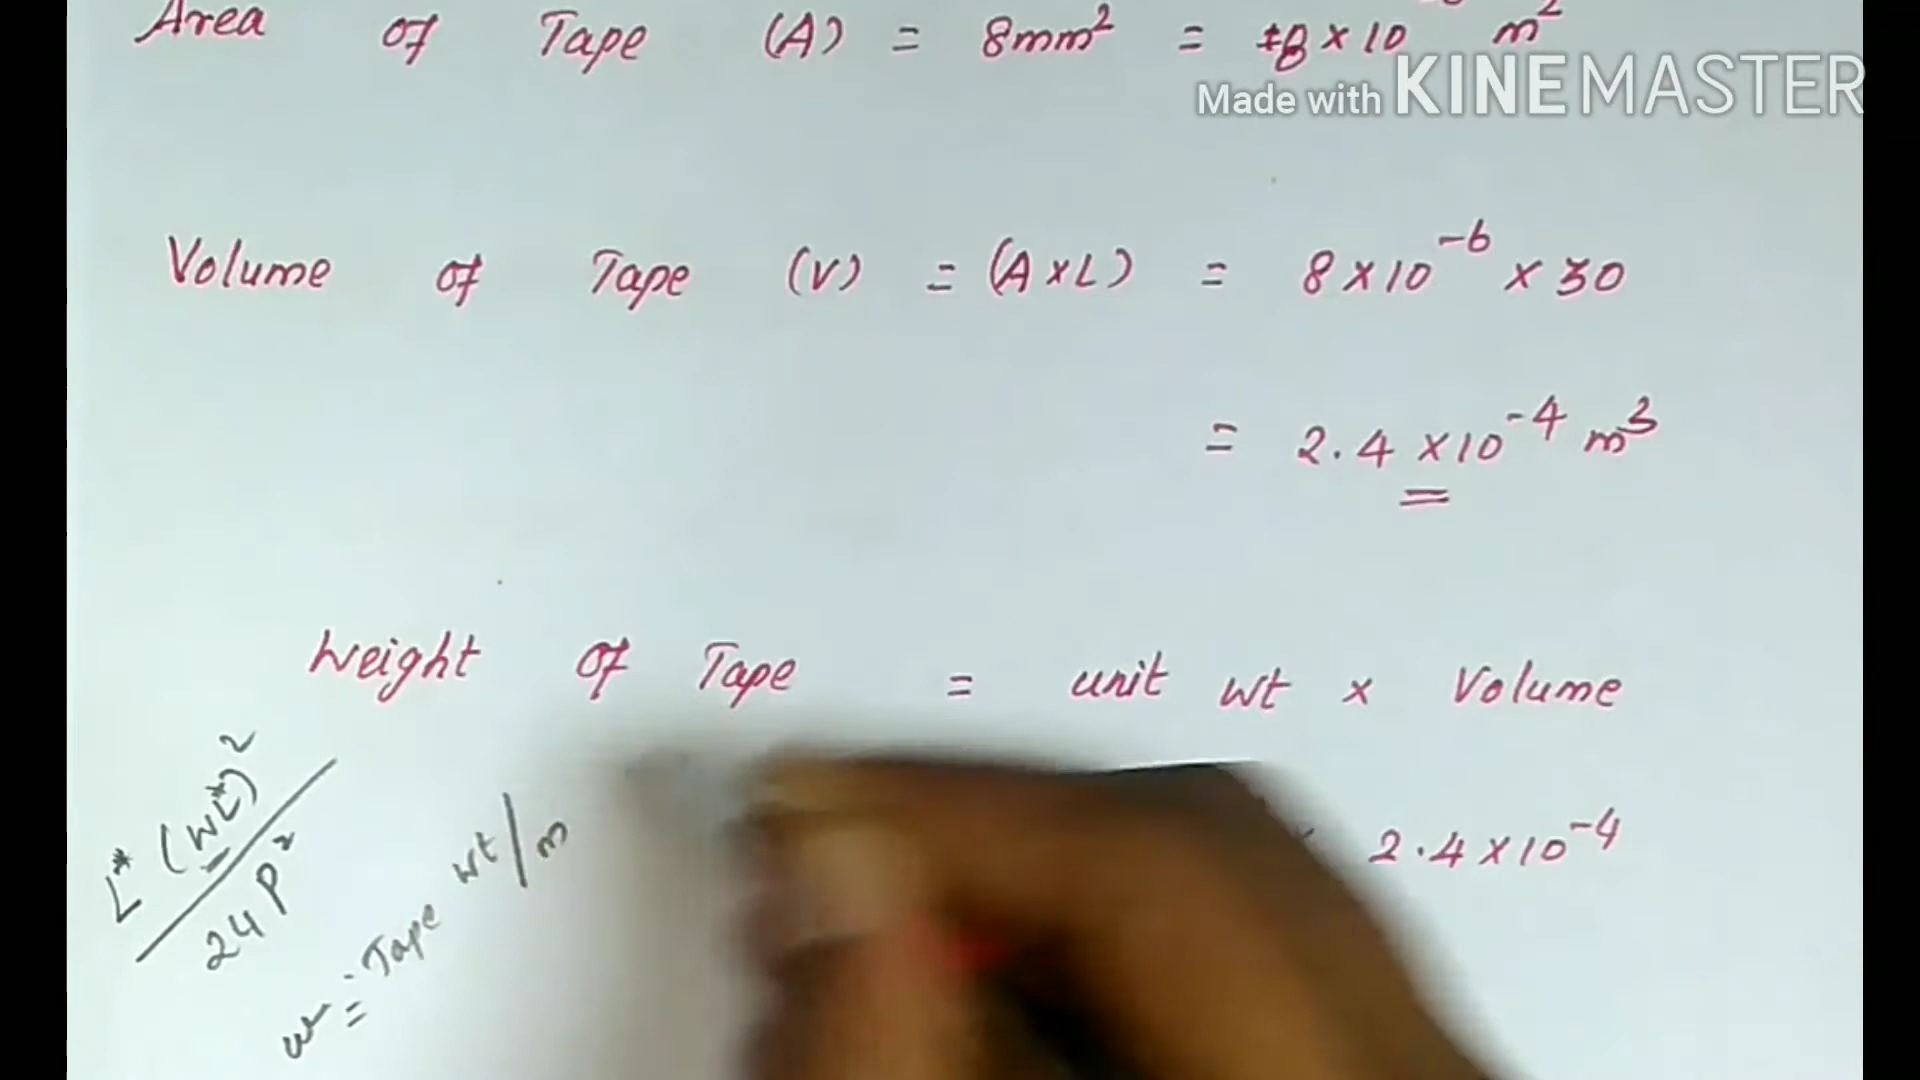 Area of Tape (A) = 8mm² = 8 × 10 m²
Made with KINEMASTER
Volume of Tape (V) = (A × L) = 8 × 10⁻⁶ × 30
= 2.4 × 10⁻⁴ m³
Weight of Tape = unit wt × Volume
2.4 × 10⁻⁴
L* (wL*)²
24 P²
w = Tape wt/m